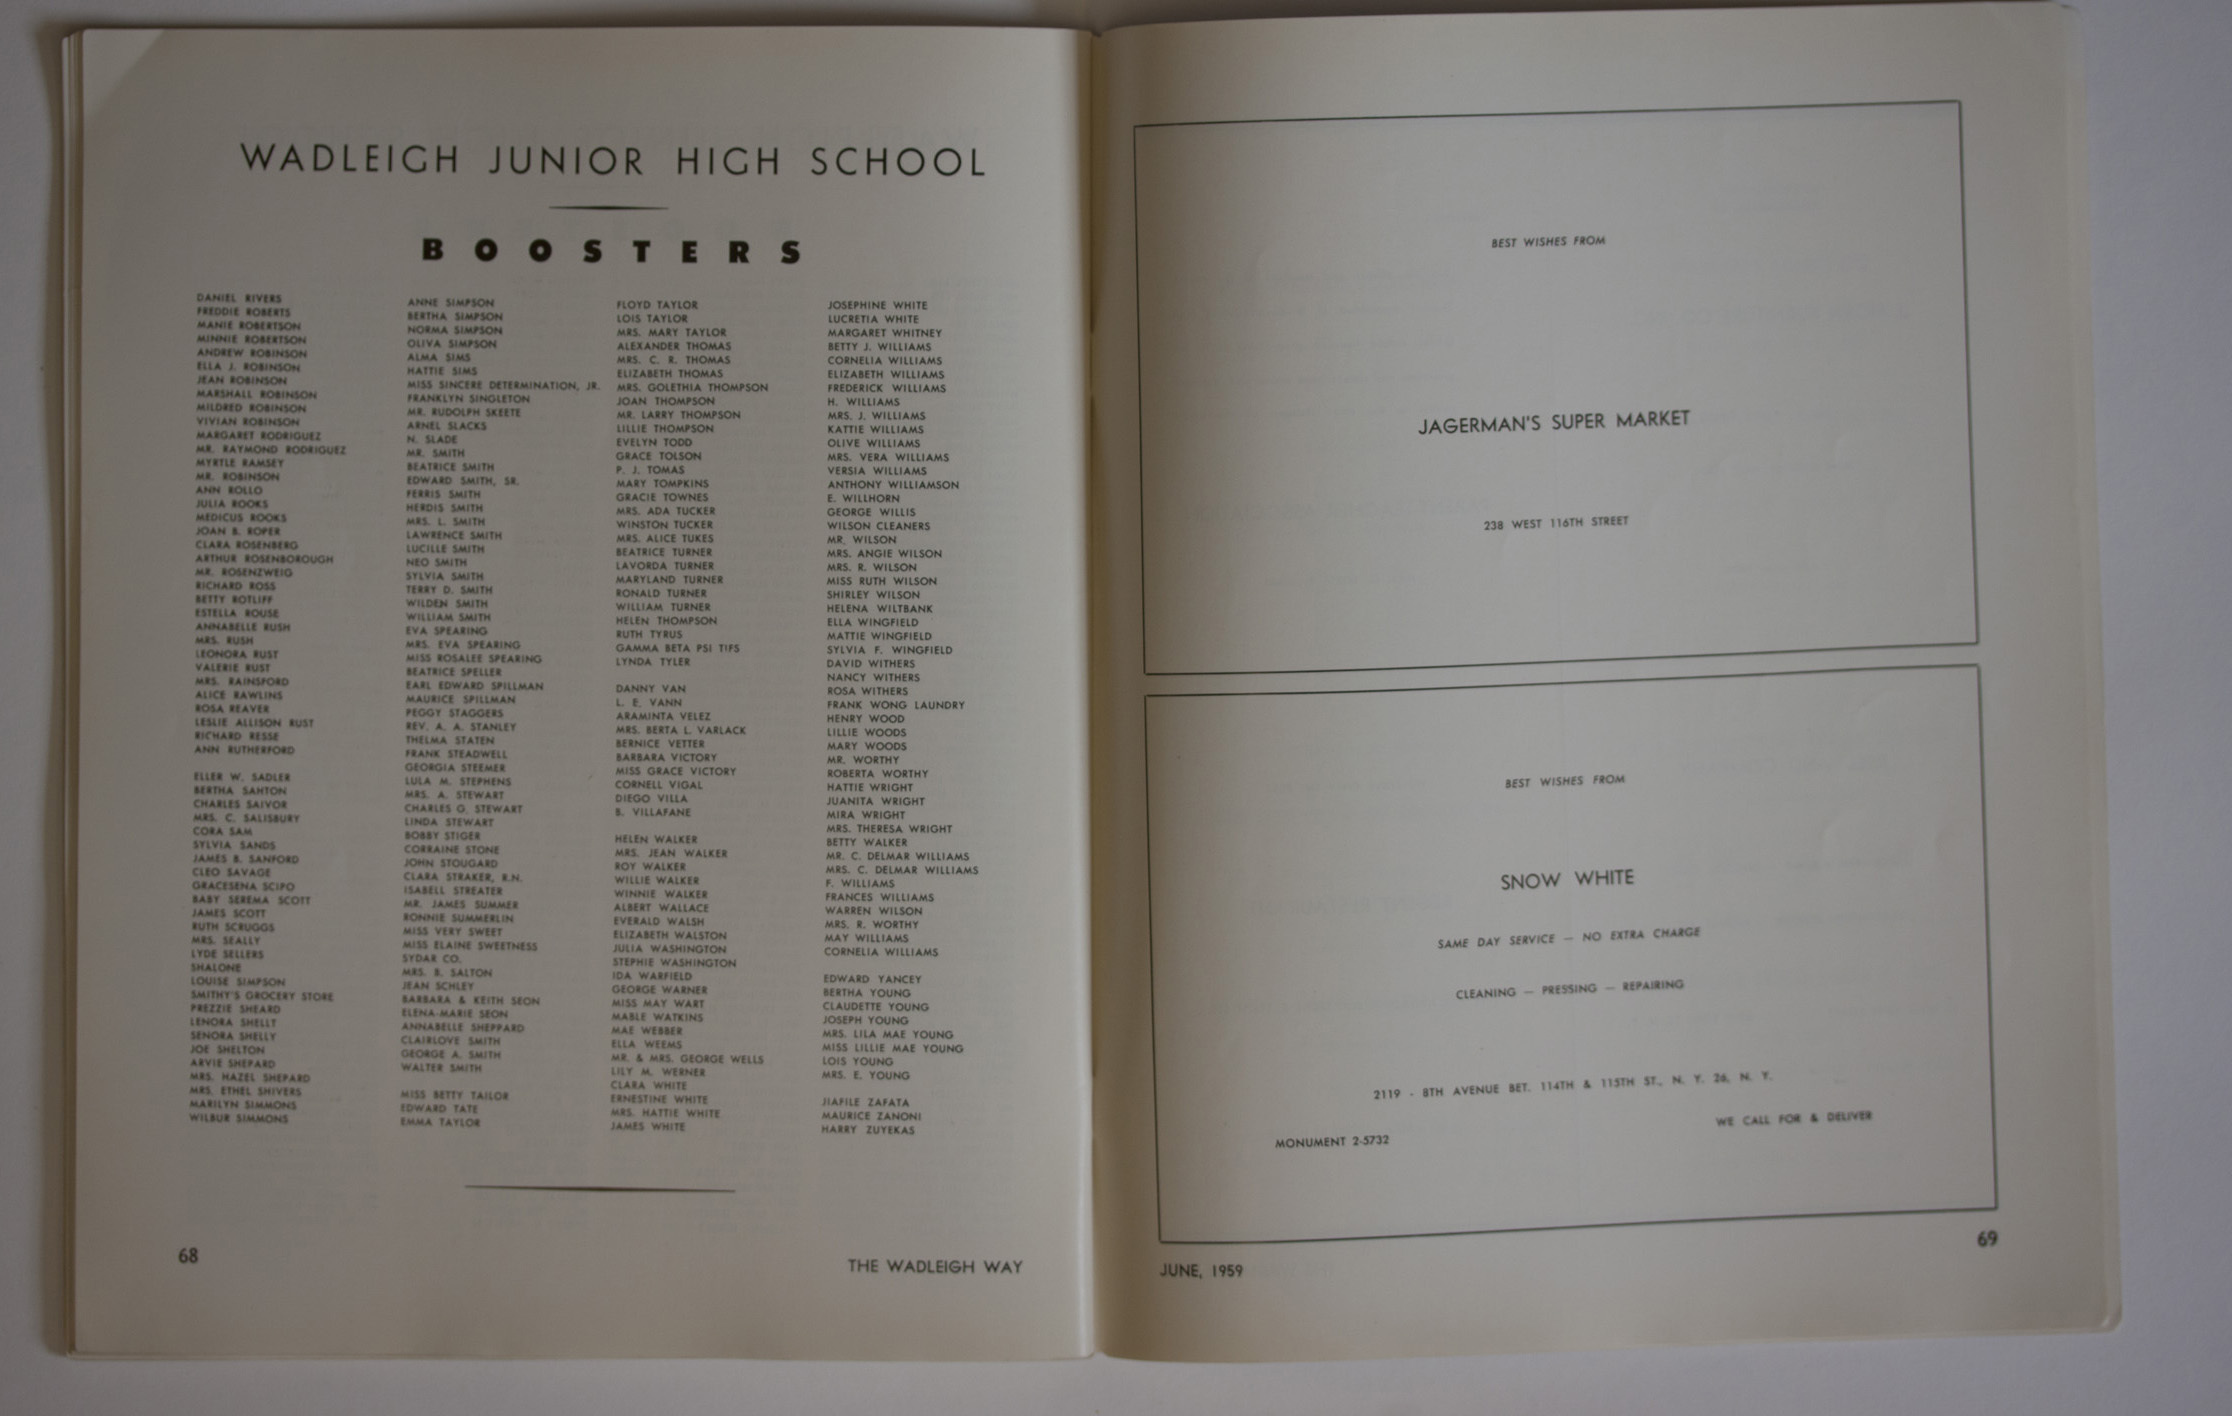 WADLEIGH JUNIOR HIGH SCHOOL
BOOSTERS
DANIEL RIVERS
FREDDIE ROBERTS
MANIE ROBERTSON
MINNIE ROBERTSON
ANDREW ROBINSON
ELLA J. ROBINSON
JEAN ROBINSON
MARSHALL ROBINSON
MILDRED ROBINSON
VIVIAN ROBINSON
MARGARET RODRIGUEZ
MR. RAYMOND RODRIGUEZ
MYRTLE RAMSEY
MR. ROBINSON
ANN ROLLO
JULIA ROOKS
MEDICUS ROOKS
JOAN B. ROPER
CLARA ROSENBERG
ARTHUR ROSENBOROUGH
MR. ROSENZWEIG
RICHARD ROSS
BETTY ROTLIFF
ESTELLA ROUSE
ANNABELLE RUSH
MRS. RUSH
LEONORA RUST
VALERIE RUST
MRS. RAINSFORD
ALICE RAWLINS
ROSA REAVER
LESLIE ALLISON RUST
RICHARD RESSE
ANN RUTHERFORD
ELLER W. SADLER
BERTHA SAHTON
CHARLES SAIVOR
MRS. C. SALISBURY
CORA SAM
SYLVIA SANDS
JAMES B. SANFORD
CLEO SAVAGE
GRACESENA SCIPO
BABY SEREMA SCOTT
JAMES SCOTT
RUTH SCRUGGS
MRS. SEALLY
LYDE SELLERS
SHALONE
LOUISE SIMPSON
SMITHY'S GROCERY STORE
PREZZIE SHEARD
LENORA SHELLT
SENORA SHELLY
JOE SHELTON
ARVIE SHEPARD
MRS. HAZEL SHEPARD
MRS. ETHEL SHIVERS
MARILYN SIMMONS
WILBUR SIMMONS
ANNE SIMPSON
BERTHA SIMPSON
NORMA SIMPSON
OLIVA SIMPSON
ALMA SIMS
HATTIE SIMS
MISS SINCERE DETERMINATION, JR.
FRANKLYN SINGLETON
MR. RUDOLPH SKEETE
ARNEL SLACKS
N. SLADE
MR. SMITH
BEATRICE SMITH
EDWARD SMITH, SR.
FERRIS SMITH
HERDIS SMITH
MRS. L. SMITH
LAWRENCE SMITH
LUCILLE SMITH
NEO SMITH
SYLVIA SMITH
TERRY D. SMITH
WILDEN SMITH
WILLIAM SMITH
EVA SPEARING
MRS. EVA SPEARING
MISS ROSALEE SPEARING
BEATRICE SPELLER
EARL EDWARD SPILLMAN
MAURICE SPILLMAN
PEGGY STAGGERS
REV. A. A. STANLEY
THELMA STATEN
FRANK STEADWELL
GEORGIA STEEMER
LULA M. STEPHENS
MRS. A. STEWART
CHARLES G. STEWART
LINDA STEWART
BOBBY STIGER
CORRAINE STONE
JOHN STOUGARD
CLARA STRAKER, R.N.
ISABELL STREATER
MR. JAMES SUMMER
RONNIE SUMMERLIN
MISS VERY SWEET
MISS ELAINE SWEETNESS
SYDAR CO.
MRS. B. SALTON
JEAN SCHLEY
BARBARA & KEITH SEON
ELENA-MARIE SEON
ANNABELLE SHEPPARD
CLAIRLOVE SMITH
GEORGE A. SMITH
WALTER SMITH
MISS BETTY TAILOR
EDWARD TATE
EMMA TAYLOR
FLOYD TAYLOR
LOIS TAYLOR
MRS. MARY TAYLOR
ALEXANDER THOMAS
MRS. C. R. THOMAS
ELIZABETH THOMAS
MRS. GOLETHIA THOMPSON
JOAN THOMPSON
MR. LARRY THOMPSON
LILLIE THOMPSON
EVELYN TODD
GRACE TOLSON
P. J. TOMAS
MARY TOMPKINS
GRACIE TOWNES
MRS. ADA TUCKER
WINSTON TUCKER
MRS. ALICE TUKES
BEATRICE TURNER
LAVORDA TURNER
MARYLAND TURNER
RONALD TURNER
WILLIAM TURNER
HELEN THOMPSON
RUTH TYRUS
GAMMA BETA PSI TIFS
LYNDA TYLER
DANNY VAN
L. E. VANN
ARAMINTA VELEZ
MRS. BERTA L. VARLACK
BERNICE VETTER
BARBARA VICTORY
MISS GRACE VICTORY
CORNELL VIGAL
DIEGO VILLA
B. VILLAFANE
HELEN WALKER
MRS. JEAN WALKER
ROY WALKER
WILLIE WALKER
WINNIE WALKER
ALBERT WALLACE
EVERALD WALSH
ELIZABETH WALSTON
JULIA WASHINGTON
STEPHIE WASHINGTON
IDA WARFIELD
GEORGE WARNER
MISS MAY WART
MABLE WATKINS
MAE WEBBER
ELLA WEEMS
MR. & MRS. GEORGE WELLS
LILY M. WERNER
CLARA WHITE
ERNESTINE WHITE
MRS. HATTIE WHITE
JAMES WHITE
JOSEPHINE WHITE
LUCRETIA WHITE
MARGARET WHITNEY
BETTY J. WILLIAMS
CORNELIA WILLIAMS
ELIZABETH WILLIAMS
FREDERICK WILLIAMS
H. WILLIAMS
MRS. J. WILLIAMS
KATTIE WILLIAMS
OLIVE WILLIAMS
MRS. VERA WILLIAMS
VERSIA WILLIAMS
ANTHONY WILLIAMSON
E. WILLHORN
GEORGE WILLIS
WILSON CLEANERS
MR. WILSON
MRS. ANGIE WILSON
MRS. R. WILSON
MISS RUTH WILSON
SHIRLEY WILSON
HELENA WILTBANK
ELLA WINGFIELD
MATTIE WINGFIELD
SYLVIA F. WINGFIELD
DAVID WITHERS
NANCY WITHERS
ROSA WITHERS
FRANK WONG LAUNDRY
HENRY WOOD
LILLIE WOODS
MARY WOODS
MR. WORTHY
ROBERTA WORTHY
HATTIE WRIGHT
JUANITA WRIGHT
MIRA WRIGHT
MRS. THERESA WRIGHT
BETTY WALKER
MR. C. DELMAR WILLIAMS
MRS. C. DELMAR WILLIAMS
F. WILLIAMS
FRANCES WILLIAMS
WARREN WILSON
MRS. R. WORTHY
MAY WILLIAMS
CORNELIA WILLIAMS
EDWARD YANCEY
BERTHA YOUNG
CLAUDETTE YOUNG
JOSEPH YOUNG
MRS. LILA MAE YOUNG
MISS LILLIE MAE YOUNG
LOIS YOUNG
MRS. E. YOUNG
JIAFILE ZAFATA
MAURICE ZANONI
HARRY ZUYEKAS
68
THE WADLEIGH WAY
BEST WISHES FROM
JAGERMAN'S SUPER MARKET
238 WEST 116TH STREET
BEST WISHES FROM
SNOW WHITE
SAME DAY SERVICE — NO EXTRA CHARGE
CLEANING — PRESSING — REPAIRING
2119 - 8TH AVENUE BET. 114TH & 115TH ST., N. Y. 26, N. Y.
WE CALL FOR & DELIVER
MONUMENT 2-5732
JUNE, 1959
69